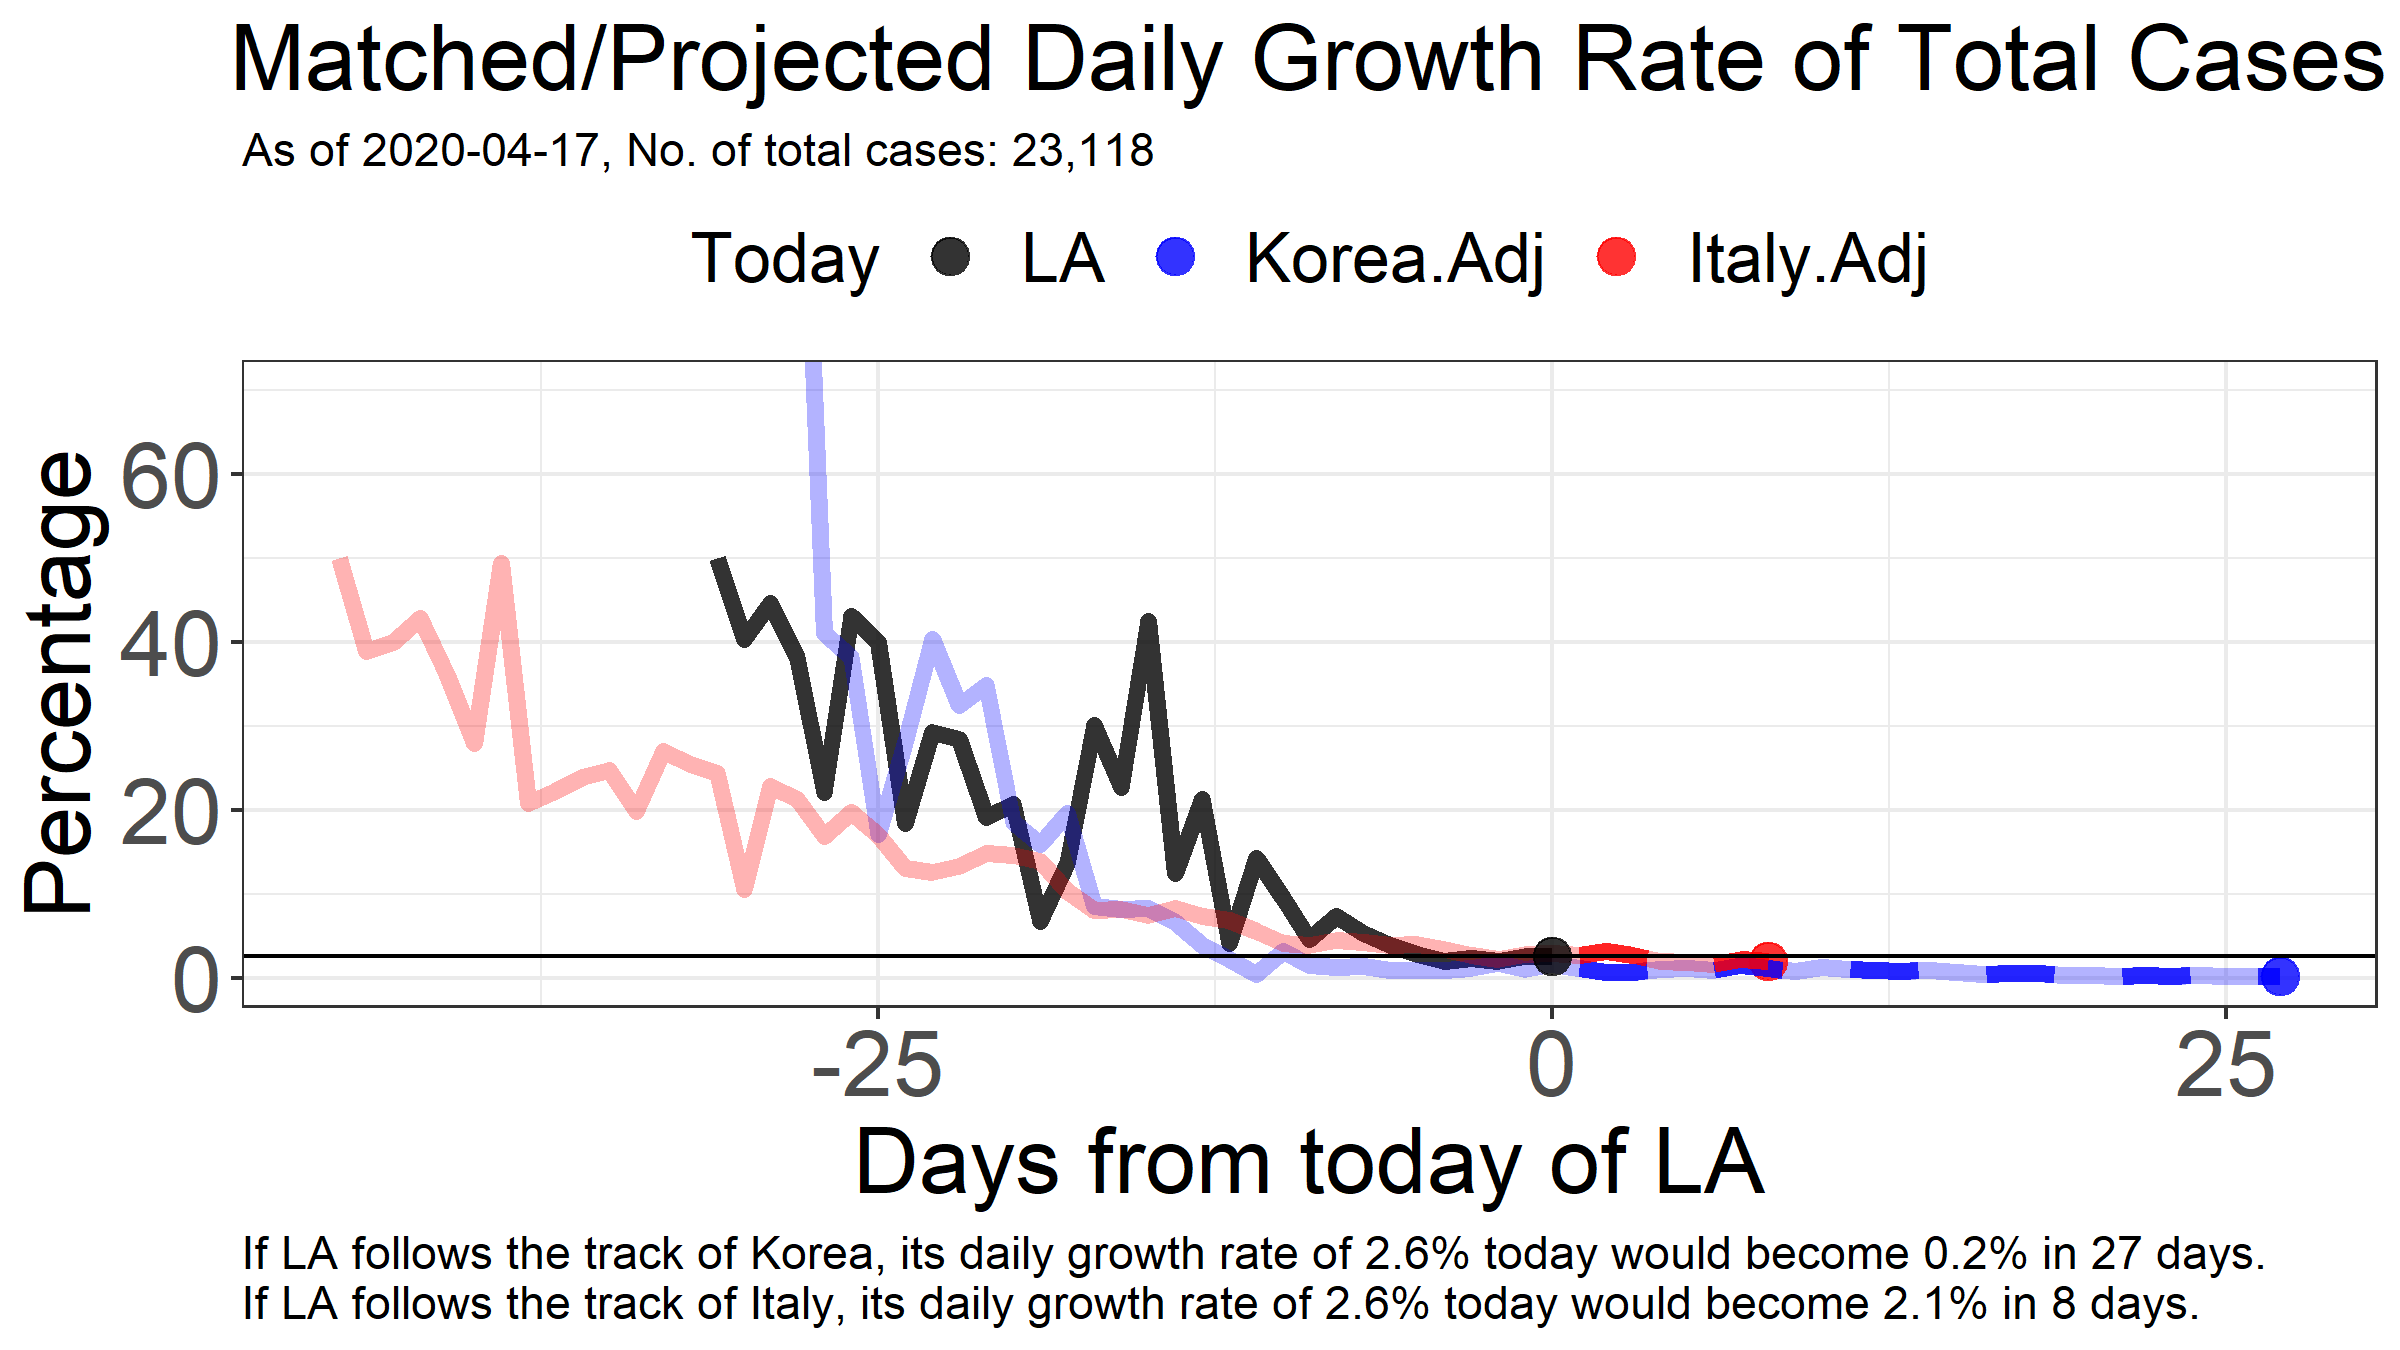 Matched/Projected Daily Growth Rate of Total Cases
As of 2020-04-17, No. of total cases: 23,118
Today LA Korea.Adj Italy.Adj
Percentage
60
40
20
0
-25 0 25
Days from today of LA
If LA follows the track of Korea, its daily growth rate of 2.6% today would become 0.2% in 27 days.
If LA follows the track of Italy, its daily growth rate of 2.6% today would become 2.1% in 8 days.